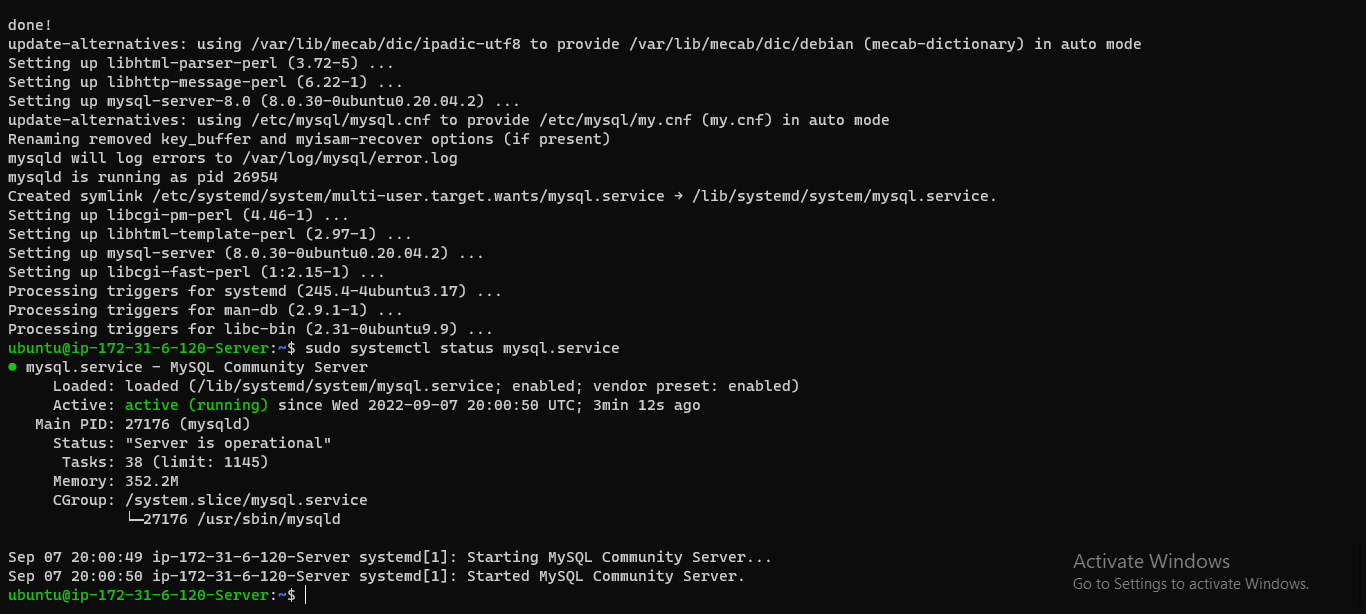 done!
update-alternatives: using /var/lib/mecab/dic/ipadic-utf8 to provide /var/lib/mecab/dic/debian (mecab-dictionary) in auto mode
Setting up libhtml-parser-perl (3.72-5) ...
Setting up libhttp-message-perl (6.22-1) ...
Setting up mysql-server-8.0 (8.0.30-0ubuntu0.20.04.2) ...
update-alternatives: using /etc/mysql/mysql.cnf to provide /etc/mysql/my.cnf (my.cnf) in auto mode
Renaming removed key_buffer and myisam-recover options (if present)
mysqld will log errors to /var/log/mysql/error.log
mysqld is running as pid 26954
Created symlink /etc/systemd/system/multi-user.target.wants/mysql.service → /lib/systemd/system/mysql.service.
Setting up libcgi-pm-perl (4.46-1) ...
Setting up libhtml-template-perl (2.97-1) ...
Setting up mysql-server (8.0.30-0ubuntu0.20.04.2) ...
Setting up libcgi-fast-perl (1:2.15-1) ...
Processing triggers for systemd (245.4-4ubuntu3.17) ...
Processing triggers for man-db (2.9.1-1) ...
Processing triggers for libc-bin (2.31-0ubuntu9.9) ...
ubuntu@ip-172-31-6-120-Server:~$ sudo systemctl status mysql.service
● mysql.service - MySQL Community Server
     Loaded: loaded (/lib/systemd/system/mysql.service; enabled; vendor preset: enabled)
     Active: active (running) since Wed 2022-09-07 20:00:50 UTC; 3min 12s ago
   Main PID: 27176 (mysqld)
     Status: "Server is operational"
      Tasks: 38 (limit: 1145)
     Memory: 352.2M
     CGroup: /system.slice/mysql.service
             └─27176 /usr/sbin/mysqld
Sep 07 20:00:49 ip-172-31-6-120-Server systemd[1]: Starting MySQL Community Server...
Sep 07 20:00:50 ip-172-31-6-120-Server systemd[1]: Started MySQL Community Server.
ubuntu@ip-172-31-6-120-Server:~$
Activate Windows
Go to Settings to activate Windows.